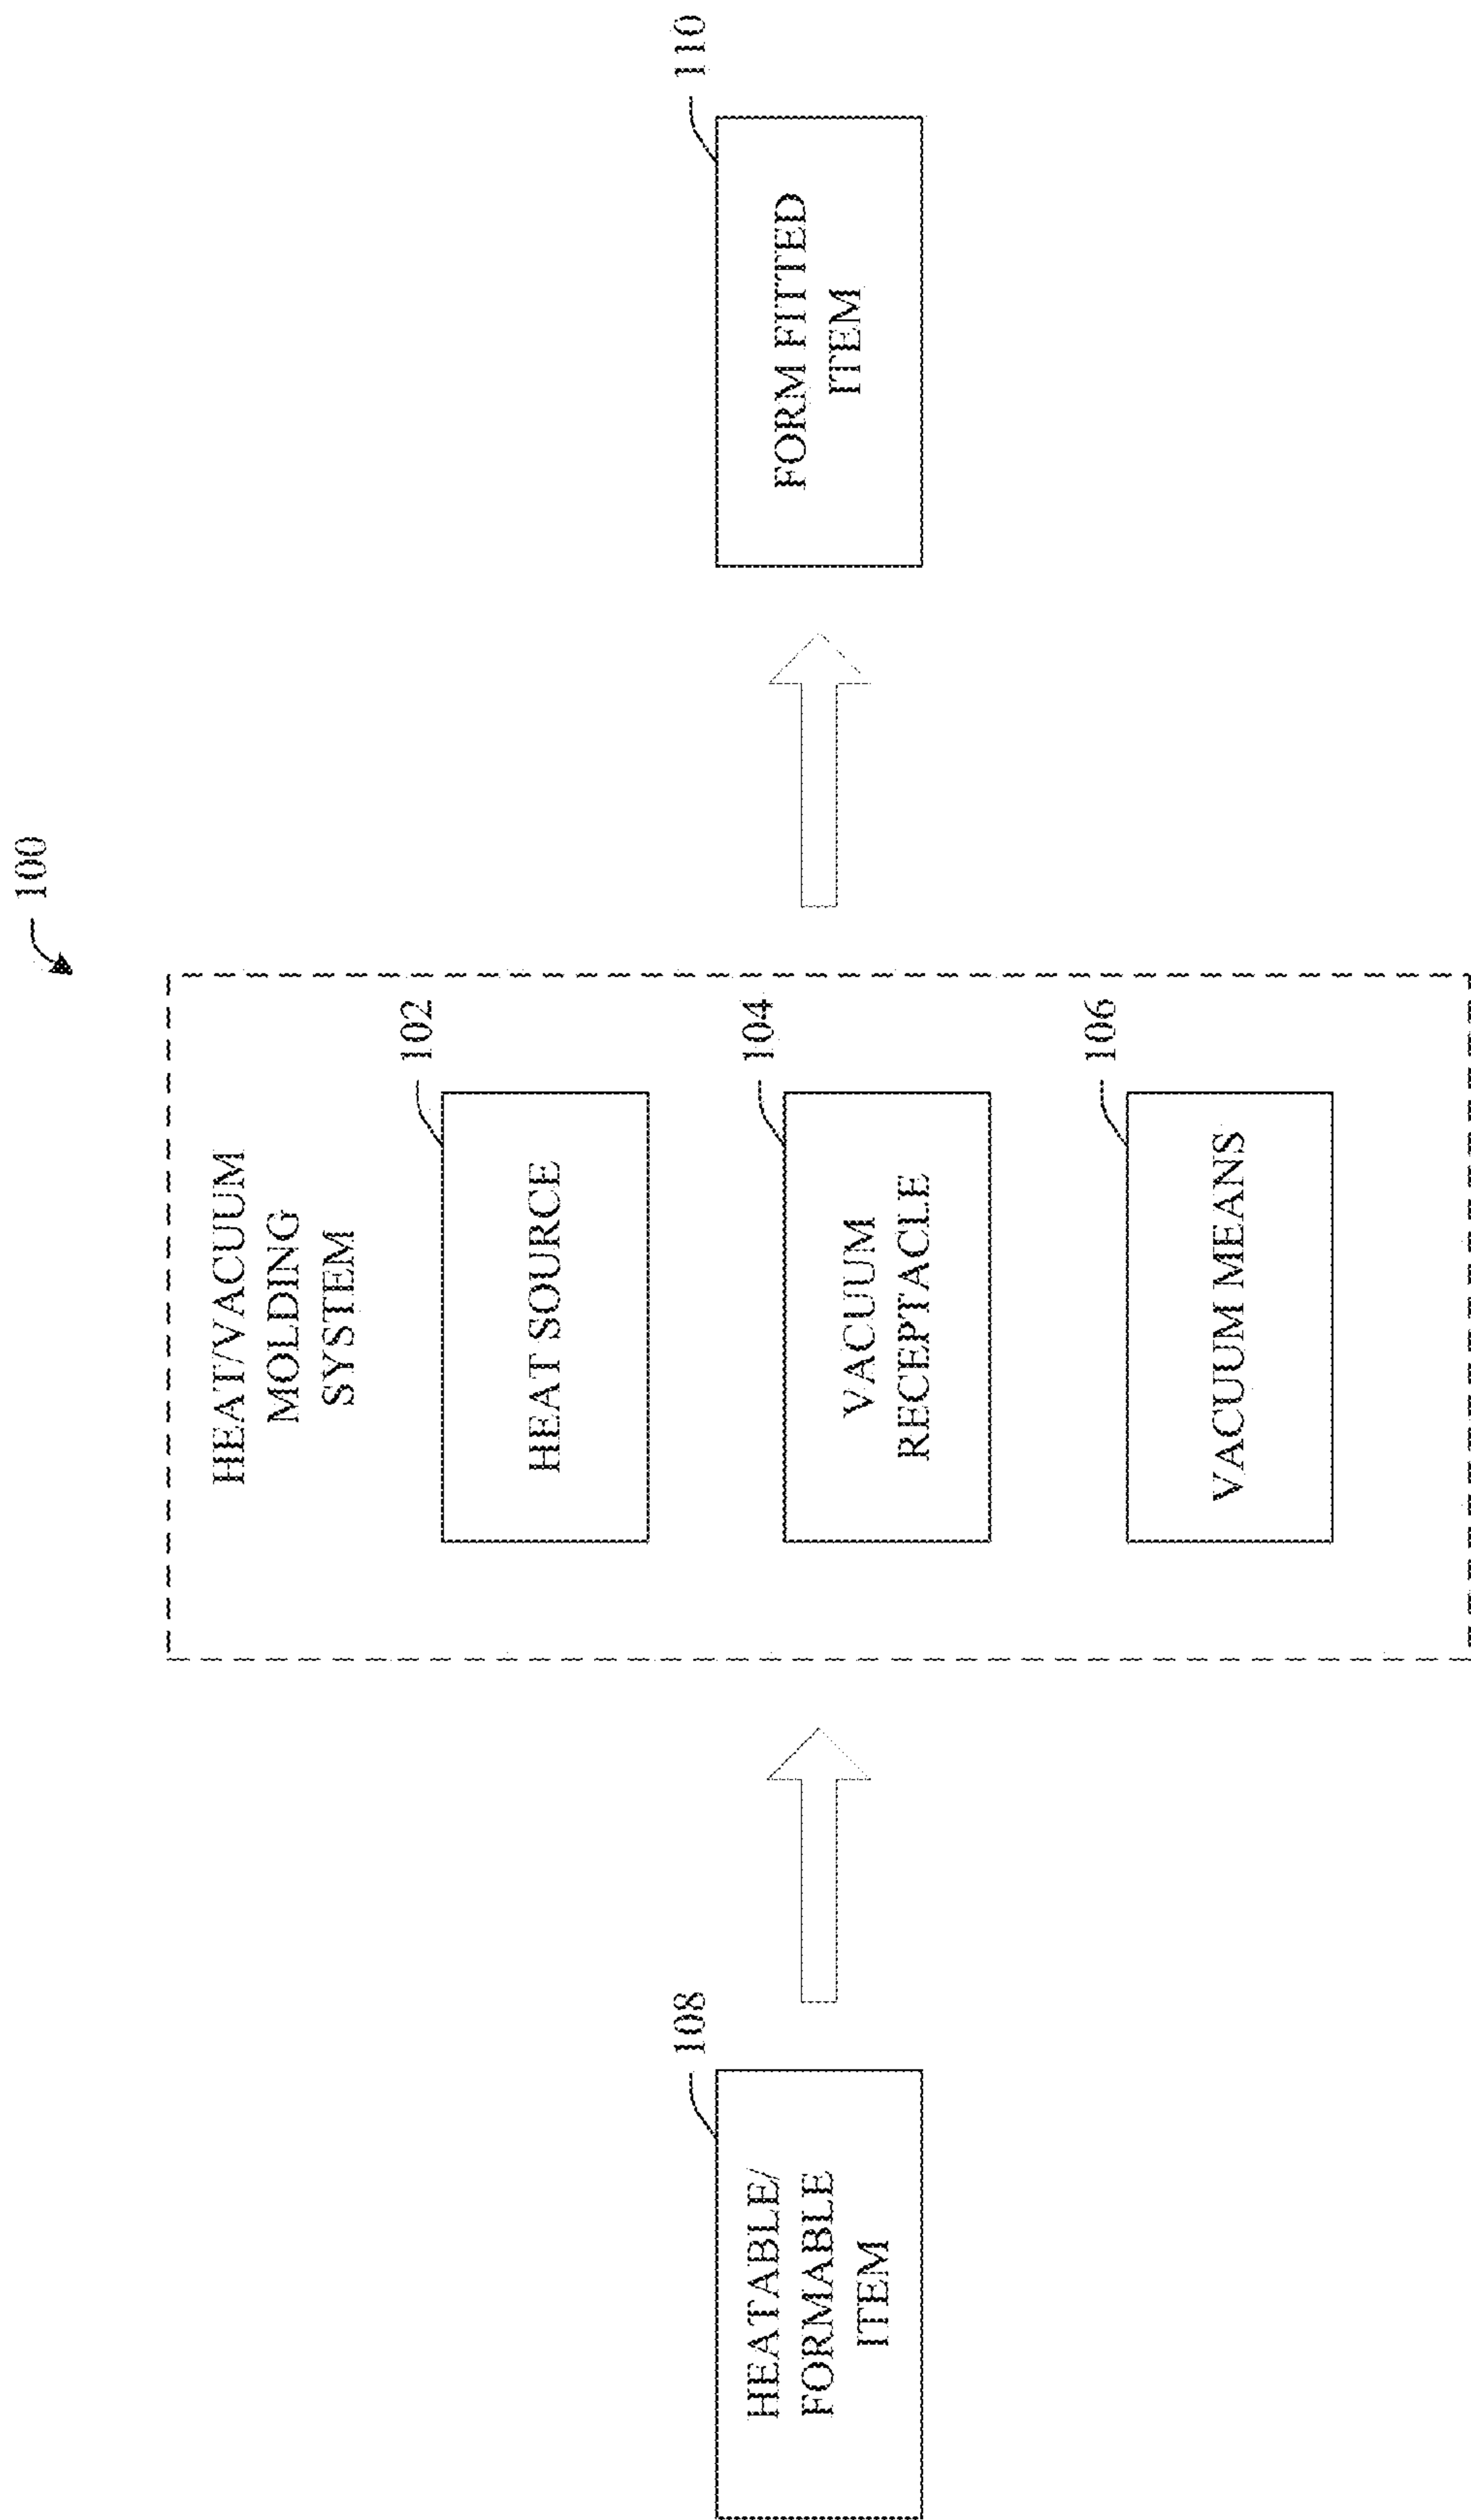 100
HEAT/VACUUM
MOLDING
SYSTEM
102
HEAT SOURCE
108
HEATABLE/
FORMABLE
ITEM
104
VACUUM
RECEPTACLE
110
FORM FITTED
ITEM
106
VACUUM MEANS